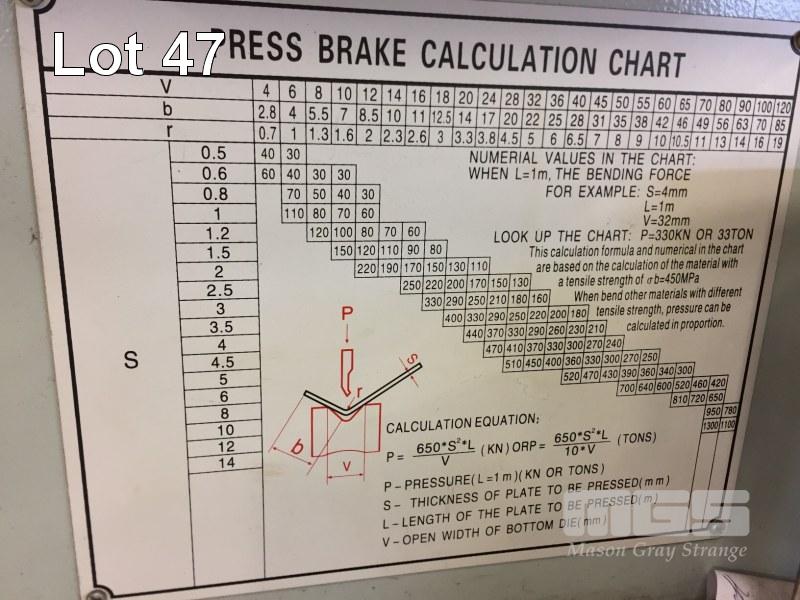 Lot 47
PRESS BRAKE CALCULATION CHART
V 4 6 8 10 12 14 16 18 20 24 28 32 36 40 45 50 55 60 65 70 80 90 100 120
b 2.8 4 5.5 7 8.5 10 11 12.5 14 17 20 22 25 28 31 35 38 42 46 49 56 63 70 85
r 0.7 1 1.3 1.6 2 2.3 2.6 3 3.3 3.8 4.5 5 6 6.5 7 8 9 10 10.5 11 13 14 16 19
0.5 40 30
0.6 60 40 30 30
0.8 70 50 40 30
1 110 80 70 60
1.2 120 100 80 70 60
1.5 150 120 110 90 80
2 220 190 170 150 130 110
2.5 250 220 200 170 150 130
3 330 290 250 210 180 160
3.5 400 330 290 250 220 200 180
4 440 370 330 290 260 230 210
4.5 470 410 370 330 300 270 240
5 510 450 400 360 330 300 270 250
6 520 470 430 390 360 340 300
8 700 640 600 520 460 420
10 810 720 650
12 950 780
14 1300 1100
S
NUMERIAL VALUES IN THE CHART:
WHEN L=1m, THE BENDING FORCE
FOR EXAMPLE: S=4mm
L=1m
V=32mm
LOOK UP THE CHART: P=330KN OR 33TON
This calculation formula and numerical in the chart
are based on the calculation of the material with
a tensile strength of σb=450MPa
When bend other materials with different
tensile strength, pressure can be
calculated in proportion.
P
S
r
b
V
CALCULATION EQUATION:
P= 650*S²*L / V (KN) OR P= 650*S²*L / 10*V (TONS)
P-PRESSURE(L=1m)(KN OR TONS)
S- THICKNESS OF PLATE TO BE PRESSED(mm)
L-LENGTH OF THE PLATE TO BE PRESSED(m)
V-OPEN WIDTH OF BOTTOM DIE(mm)
MGS
Mason Gray Strange